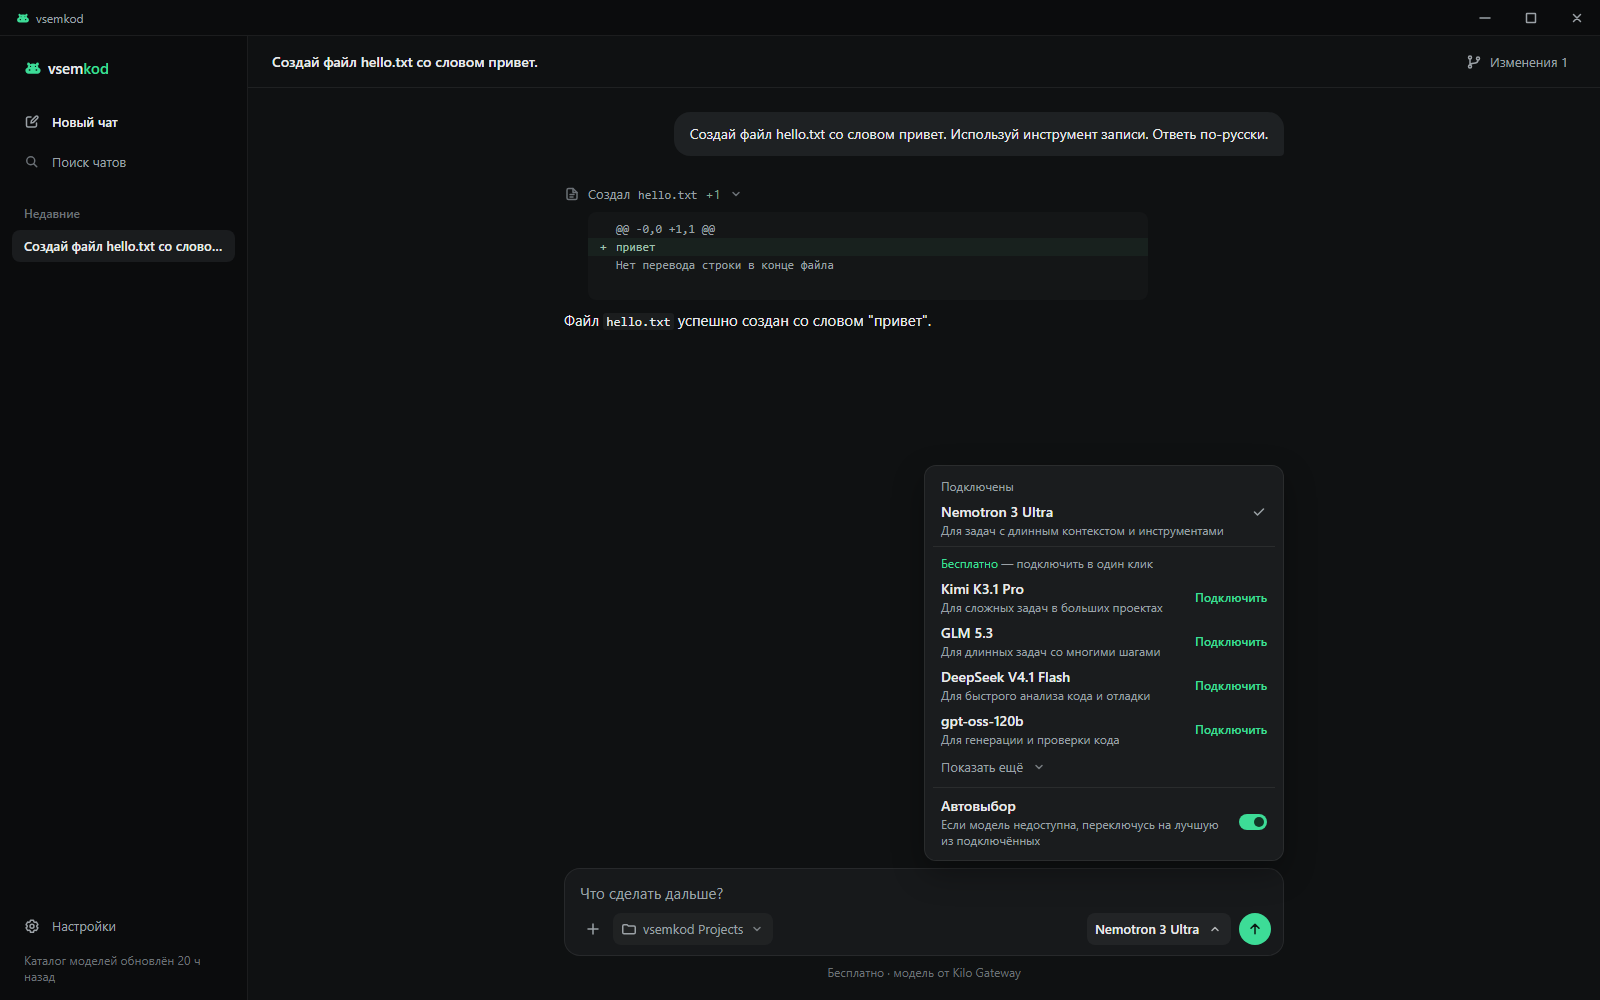 vsemkod
vsemkod
Новый чат
Поиск чатов
Недавние
Создай файл hello.txt со слово...
Настройки
Каталог моделей обновлён 20 ч
назад
Создай файл hello.txt со словом привет.
Изменения 1
Создай файл hello.txt со словом привет. Используй инструмент записи. Ответь по-русски.
Создал hello.txt +1
@@ -0,0 +1,1 @@
+ привет
Нет перевода строки в конце файла
Файл hello.txt успешно создан со словом "привет".
Подключены
Nemotron 3 Ultra
Для задач с длинным контекстом и инструментами
Бесплатно — подключить в один клик
Kimi K3.1 Pro
Для сложных задач в больших проектах
Подключить
GLM 5.3
Для длинных задач со многими шагами
Подключить
DeepSeek V4.1 Flash
Для быстрого анализа кода и отладки
Подключить
gpt-oss-120b
Для генерации и проверки кода
Подключить
Показать ещё
Автовыбор
Если модель недоступна, переключусь на лучшую
из подключённых
Что сделать дальше?
vsemkod Projects
Nemotron 3 Ultra
Бесплатно · модель от Kilo Gateway